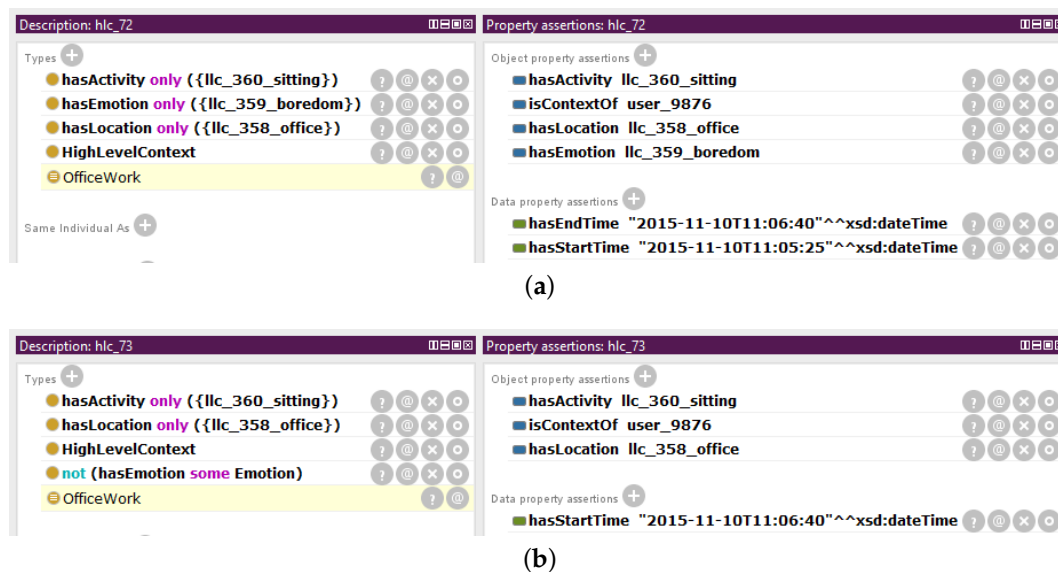 Description: hlc_72
Types
hasActivity only ({llc_360_sitting})
hasEmotion only ({llc_359_boredom})
hasLocation only ({llc_358_office})
HighLevelContext
OfficeWork
Same Individual As
Property assertions: hlc_72
Object property assertions
hasActivity llc_360_sitting
isContextOf user_9876
hasLocation llc_358_office
hasEmotion llc_359_boredom
Data property assertions
hasEndTime "2015-11-10T11:06:40"^^xsd:dateTime
hasStartTime "2015-11-10T11:05:25"^^xsd:dateTime
(a)
Description: hlc_73
Types
hasActivity only ({llc_360_sitting})
hasLocation only ({llc_358_office})
HighLevelContext
not (hasEmotion some Emotion)
OfficeWork
Property assertions: hlc_73
Object property assertions
hasActivity llc_360_sitting
isContextOf user_9876
hasLocation llc_358_office
Data property assertions
hasStartTime "2015-11-10T11:06:40"^^xsd:dateTime
(b)